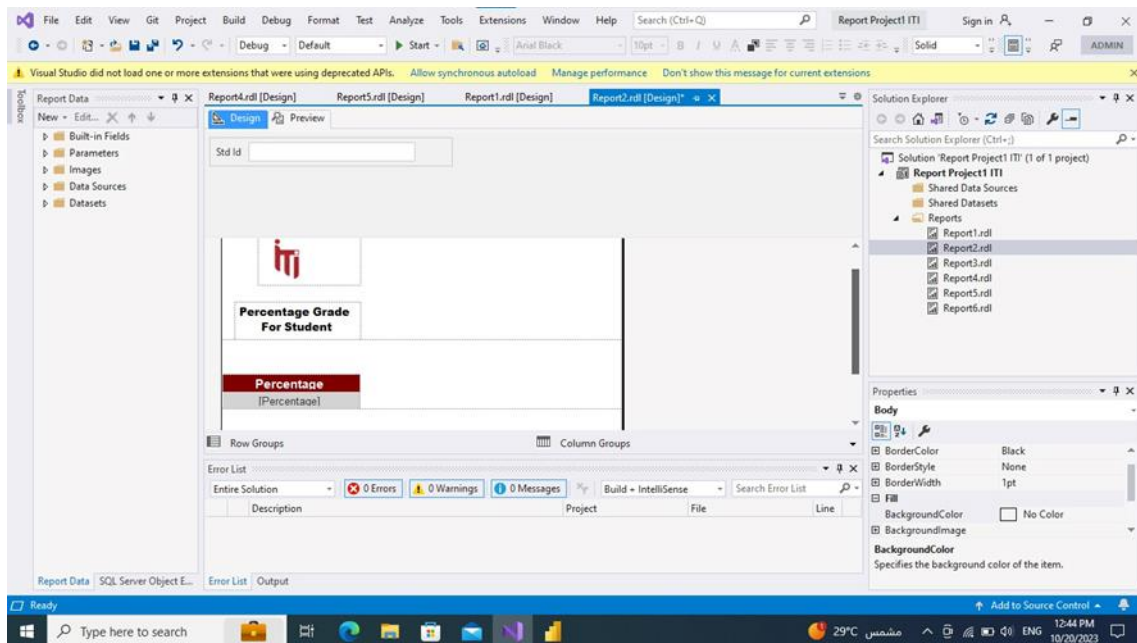 File Edit View Git Project Build Debug Format Test Analyze Tools Extensions Window Help Search (Ctrl+Q) Report Project1 ITI Sign in
Debug Default Start Arial Black 10pt B I U A Solid ADMIN
Visual Studio did not load one or more extensions that were using deprecated APIs. Allow synchronous autoload Manage performance Don't show this message for current extensions
Toolbox
Report Data
New Edit...
Built-in Fields
Parameters
Images
Data Sources
Datasets
Report4.rdl [Design] Report5.rdl [Design] Report1.rdl [Design] Report2.rdl [Design]*
Design Preview
Std Id
iTi
Percentage Grade
For Student
Percentage
[Percentage]
Row Groups Column Groups
Error List
Entire Solution 0 Errors 0 Warnings 0 Messages Build + IntelliSense Search Error List
Description Project File Line
Report Data SQL Server Object E... Error List Output
Solution Explorer
Search Solution Explorer (Ctrl+;)
Solution 'Report Project1 ITI' (1 of 1 project)
Report Project1 ITI
Shared Data Sources
Shared Datasets
Reports
Report1.rdl
Report2.rdl
Report3.rdl
Report4.rdl
Report5.rdl
Report6.rdl
Properties
Body
BorderColor Black
BorderStyle None
BorderWidth 1pt
Fill
BackgroundColor No Color
BackgroundImage
BackgroundColor
Specifies the background color of the item.
Ready Add to Source Control
Type here to search 29°C مشمس ENG 12:44 PM
10/20/2023